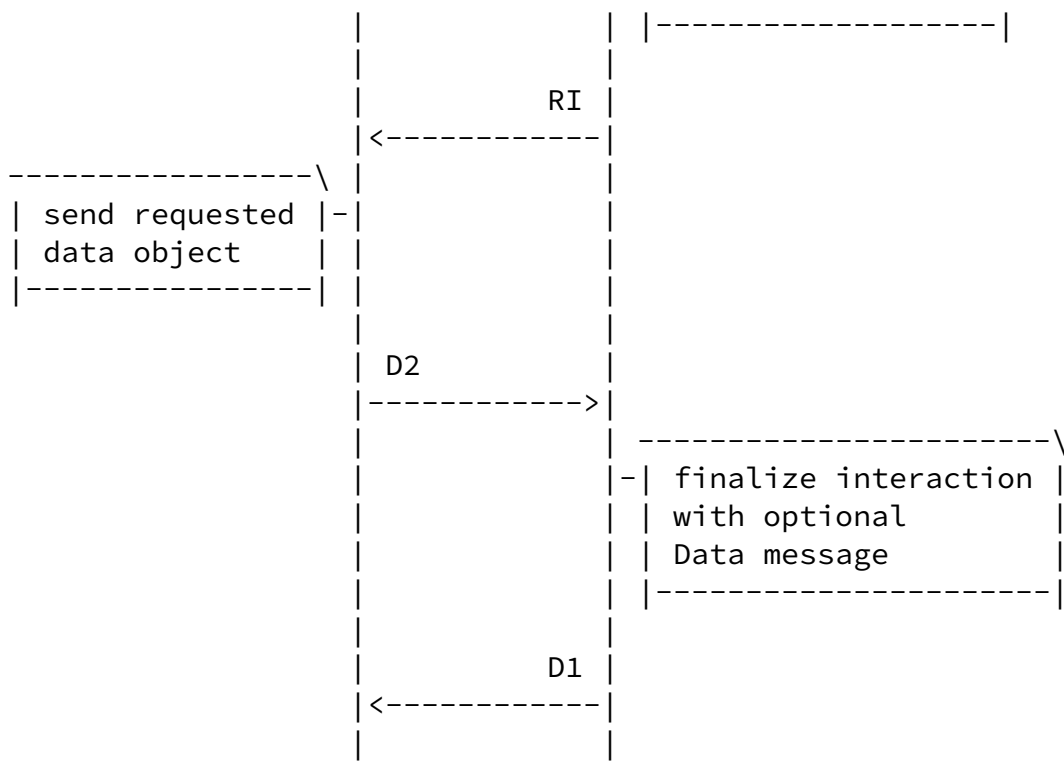 RI
send requested
data object
D2
finalize interaction
with optional
Data message
D1